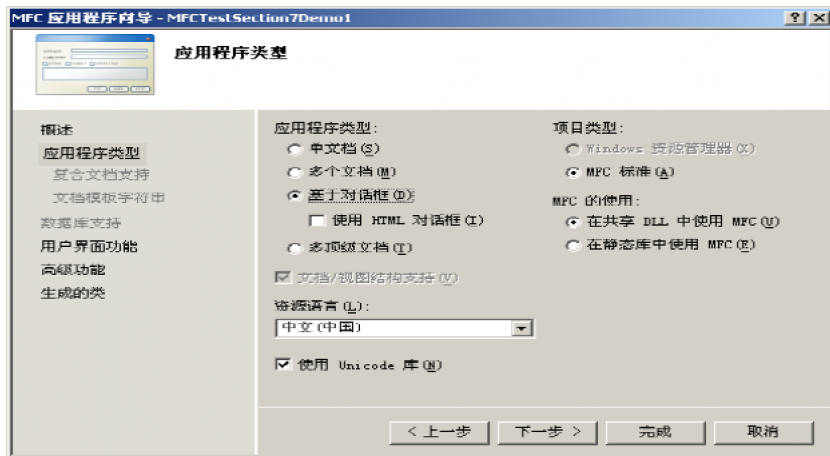 MFC 应用程序向导 - MFCTestSection7Demo1
应用程序类型
概述
应用程序类型
复合文档支持
文档模板字符串
数据库支持
用户界面功能
高级功能
生成的类
应用程序类型:
单文档(S)
多个文档(M)
基于对话框(D)
使用 HTML 对话框(I)
多顶级文档(T)
文档/视图结构支持(V)
资源语言(L):
中文(中国)
使用 Unicode 库(N)
项目类型:
Windows 资源管理器(X)
MFC 标准(A)
MFC 的使用:
在共享 DLL 中使用 MFC(U)
在静态库中使用 MFC(E)
< 上一步
下一步 >
完成
取消